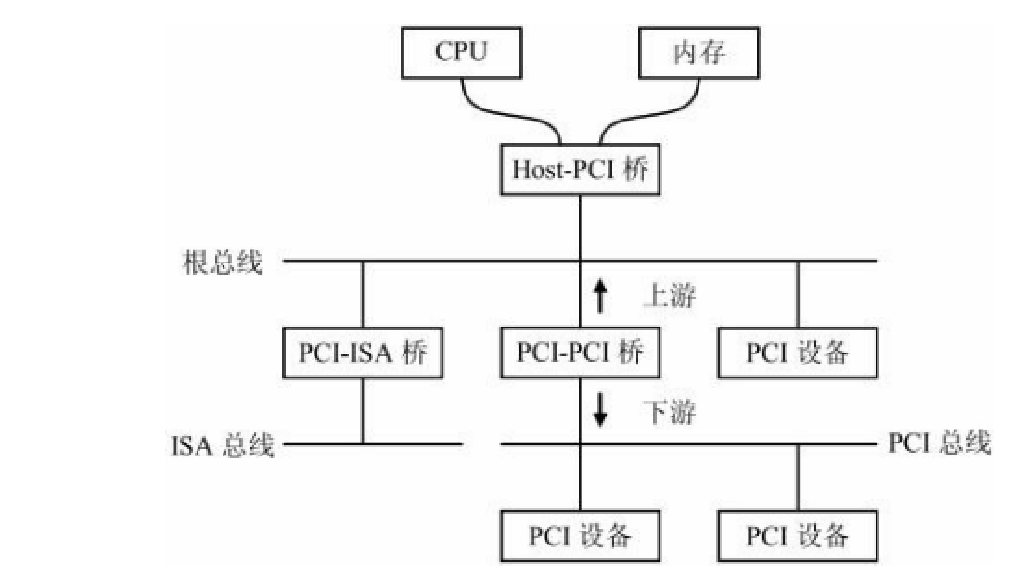 CPU
内存
Host-PCI 桥
根总线
上游
PCI-ISA 桥
PCI-PCI 桥
PCI 设备
下游
ISA 总线
PCI 总线
PCI 设备
PCI 设备